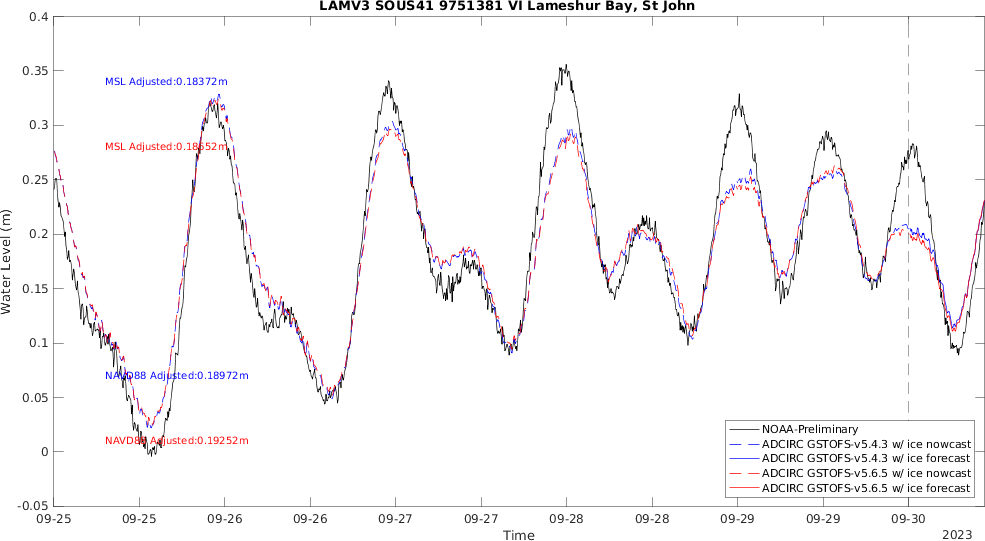 LAMV3 SOUS41 9751381 VI Lameshur Bay, St John
0.4
0.35
0.3
0.25
0.2
0.15
0.1
0.05
0
-0.05
Water Level (m)
MSL Adjusted:0.18372m
MSL Adjusted:0.18652m
NAVD88 Adjusted:0.18972m
NAVD88 Adjusted:0.19252m
NOAA-Preliminary
ADCIRC GSTOFS-v5.4.3 w/ ice nowcast
ADCIRC GSTOFS-v5.4.3 w/ ice forecast
ADCIRC GSTOFS-v5.6.5 w/ ice nowcast
ADCIRC GSTOFS-v5.6.5 w/ ice forecast
09-25 09-25 09-26 09-26 09-27 09-27 09-28 09-28 09-29 09-29 09-30
Time
2023